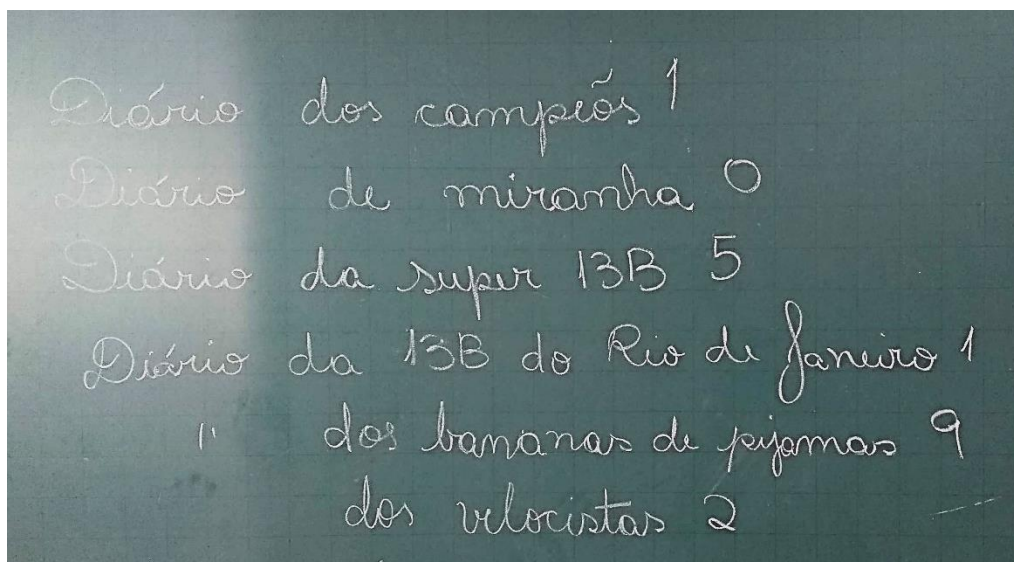 Diário dos campeõs 1
Diário de miranha 0
Diário da super 13B 5
Diário da 13B do Rio de Janeiro 1
" dos bananas de pijamas 9
dos velocistas 2